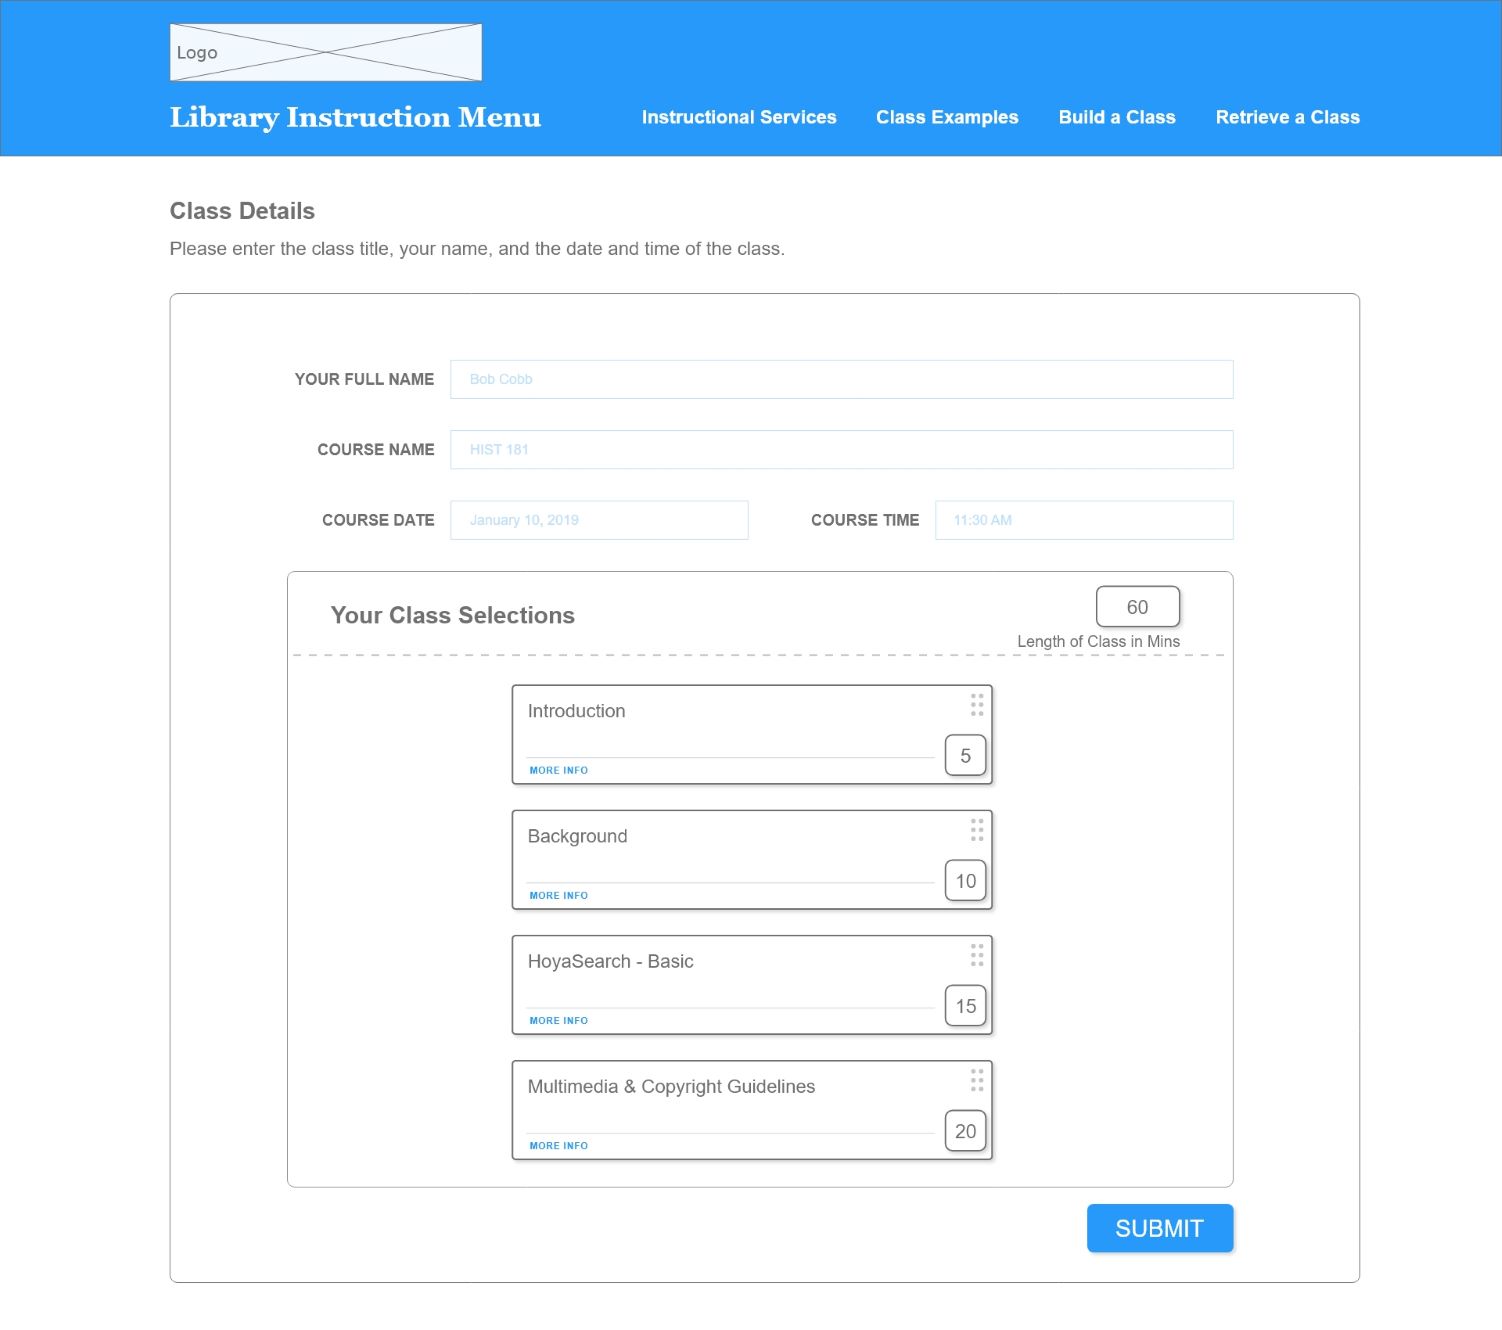 Logo
Library Instruction Menu
Instructional Services Class Examples Build a Class Retrieve a Class
Class Details
Please enter the class title, your name, and the date and time of the class.
YOUR FULL NAME Bob Cobb
COURSE NAME HIST 181
COURSE DATE January 10, 2019 COURSE TIME 11:30 AM
Your Class Selections
60
Length of Class in Mins
Introduction
5
MORE INFO
Background
10
MORE INFO
HoyaSearch - Basic
15
MORE INFO
Multimedia & Copyright Guidelines
20
MORE INFO
SUBMIT